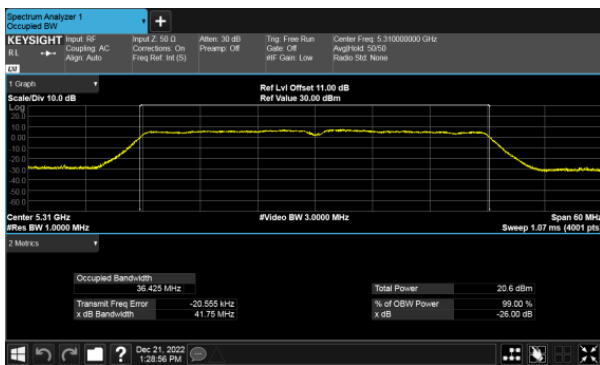 Spectrum Analyzer 1
Occupied BW
KEYSIGHT Input: RF Input Z: 50 Ω Atten: 30 dB Trig: Free Run Center Freq: 5.310000000 GHz
R L Coupling: AC Corrections: On Preamp: Off Gate: Off Avg|Hold: 50/50
Align: Auto Freq Ref: Int (S) #IF Gain: Low Radio Std: None
LXI
1 Graph
Ref Lvl Offset 11.00 dB
Scale/Div 10.0 dB Ref Value 30.00 dBm
Log
20.0
10.0
0.00
-10.0
-20.0
-30.0
-40.0
-50.0
-60.0
Center 5.31 GHz #Video BW 3.0000 MHz Span 60 MHz
#Res BW 1.0000 MHz Sweep 1.07 ms (4001 pts)
2 Metrics
Occupied Bandwidth
36.425 MHz Total Power 20.6 dBm
Transmit Freq Error -20.555 kHz % of OBW Power 99.00 %
x dB Bandwidth 41.75 MHz x dB -26.00 dB
Dec 21, 2022
1:28:56 PM